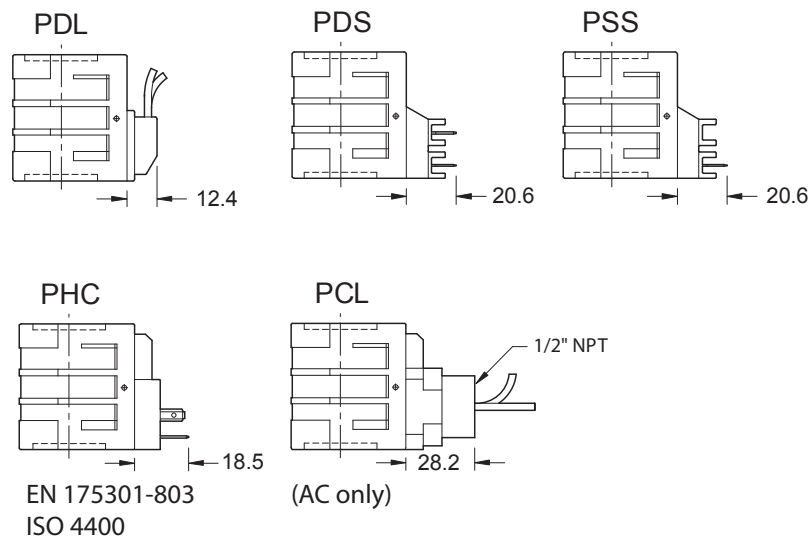 PDL
PDS
PSS
12.4
20.6
20.6
PHC
PCL
1/2" NPT
18.5
28.2
EN 175301-803
ISO 4400
(AC only)